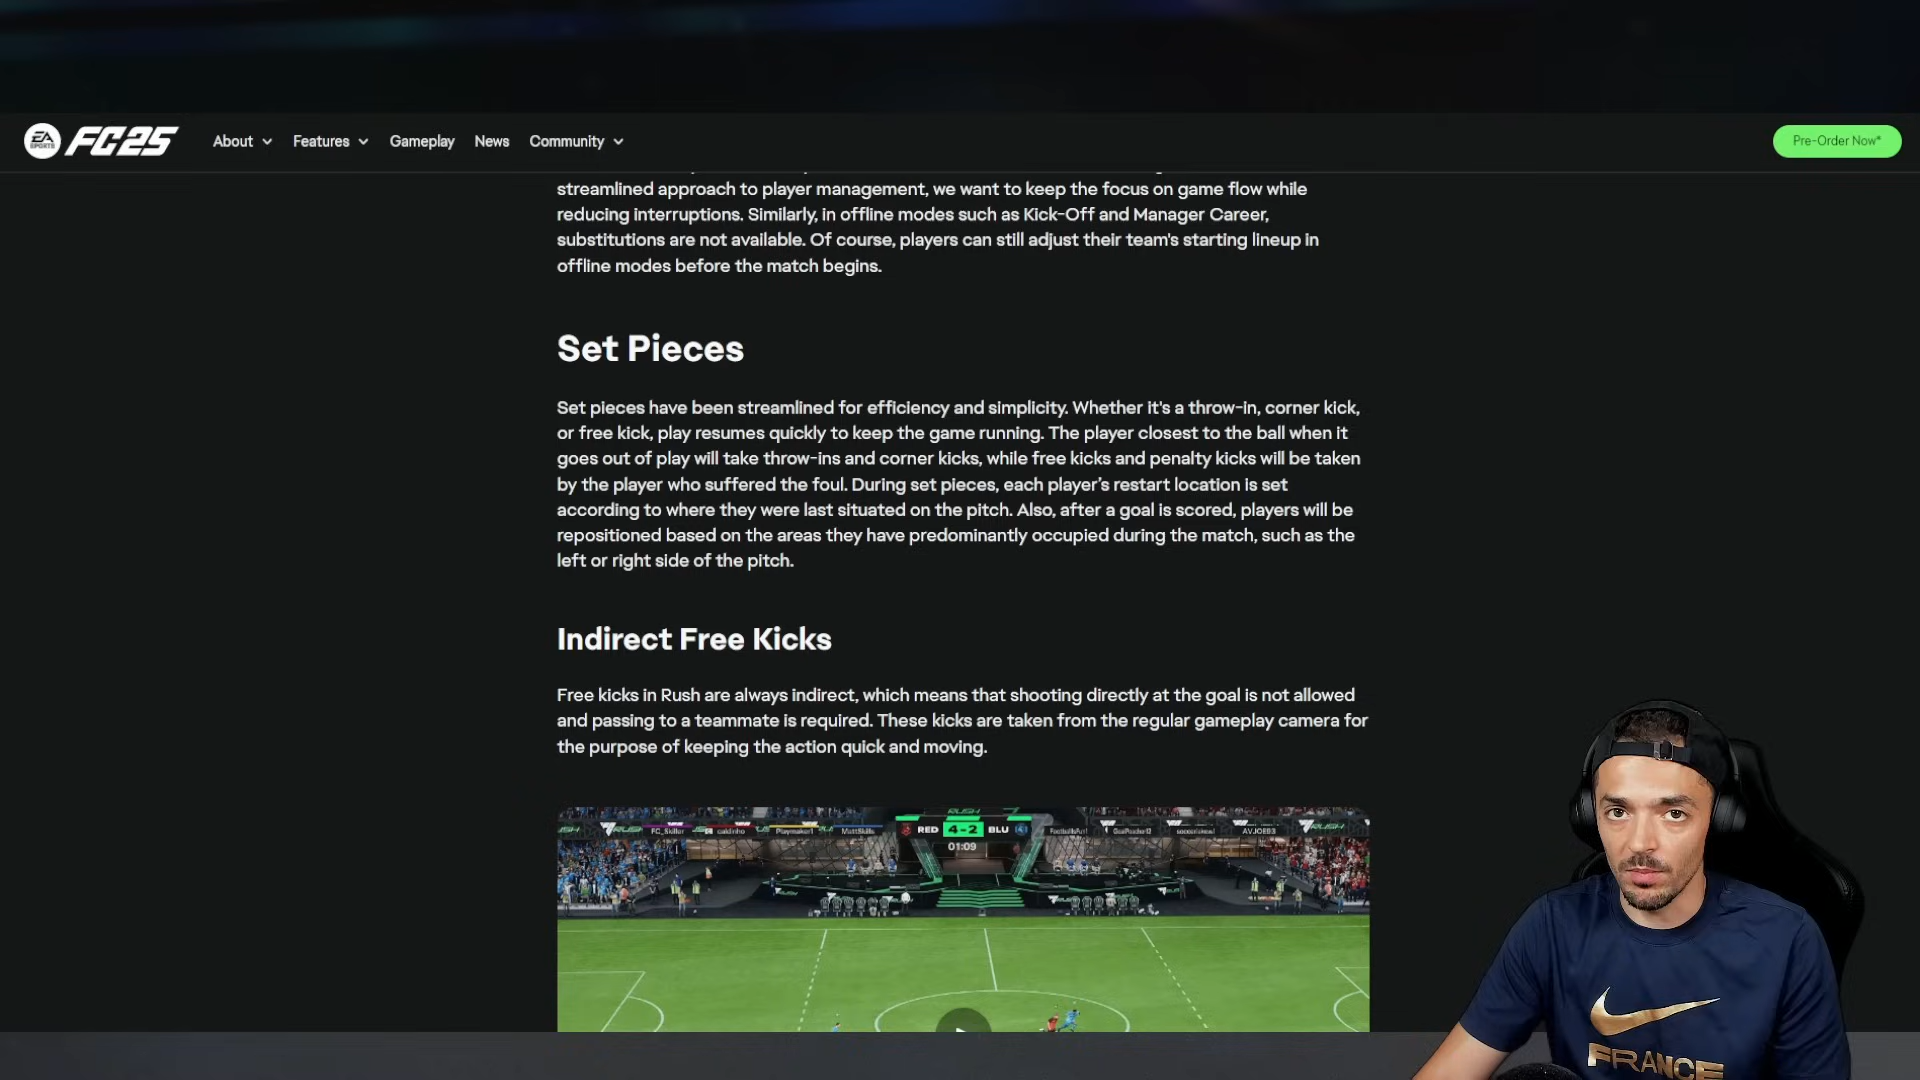 EA SPORTS FC25
About Features Gameplay News Community
Pre-Order Now*
streamlined approach to player management, we want to keep the focus on game flow while
reducing interruptions. Similarly, in offline modes such as Kick-Off and Manager Career,
substitutions are not available. Of course, players can still adjust their team's starting lineup in
offline modes before the match begins.
Set Pieces
Set pieces have been streamlined for efficiency and simplicity. Whether it's a throw-in, corner kick,
or free kick, play resumes quickly to keep the game running. The player closest to the ball when it
goes out of play will take throw-ins and corner kicks, while free kicks and penalty kicks will be taken
by the player who suffered the foul. During set pieces, each player’s restart location is set
according to where they were last situated on the pitch. Also, after a goal is scored, players will be
repositioned based on the areas they have predominantly occupied during the match, such as the
left or right side of the pitch.
Indirect Free Kicks
Free kicks in Rush are always indirect, which means that shooting directly at the goal is not allowed
and passing to a teammate is required. These kicks are taken from the regular gameplay camera for
the purpose of keeping the action quick and moving.
RUSH
RED 4-2 BLU
01:09
RUSH FC_Skiller caldinho Playmaker1 MattSkills AVJOE93 RUSH
FRANCE